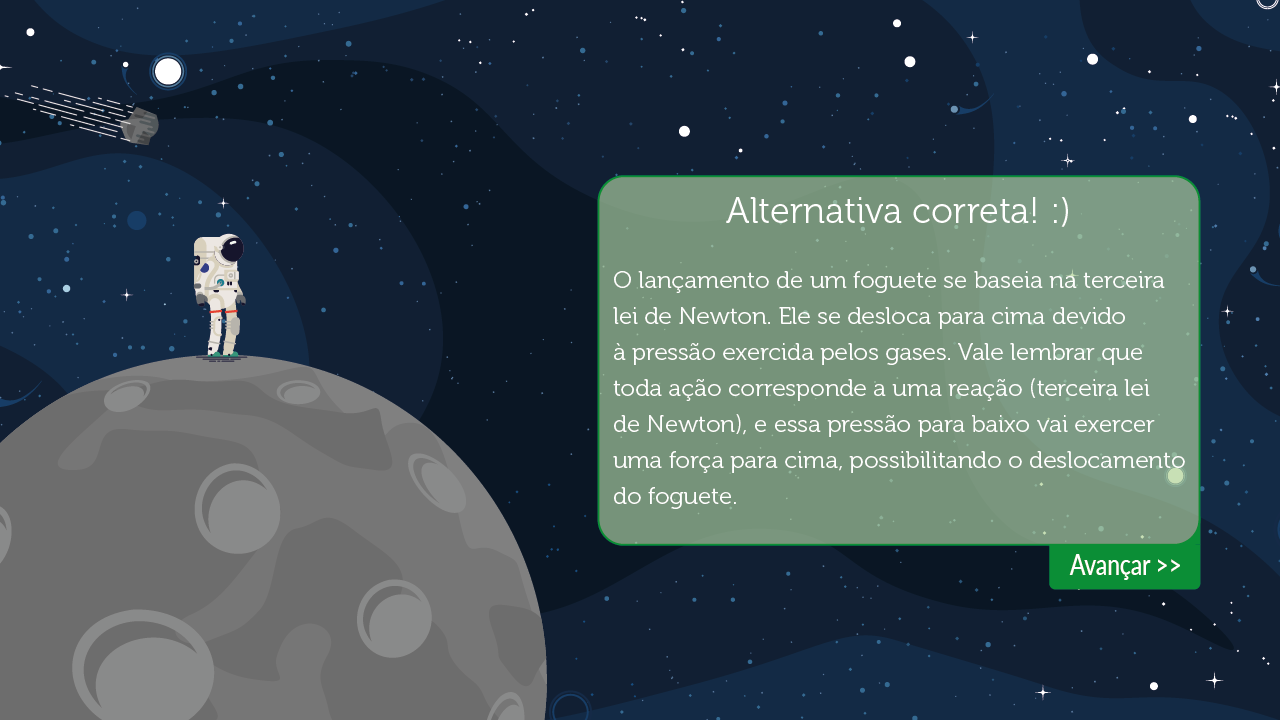 Alternativa correta! :)
O lançamento de um foguete se baseia na terceira
lei de Newton. Ele se desloca para cima devido
à pressão exercida pelos gases. Vale lembrar que
toda ação corresponde a uma reação (terceira lei
de Newton), e essa pressão para baixo vai exercer
uma força para cima, possibilitando o deslocamento
do foguete.
Avançar >>